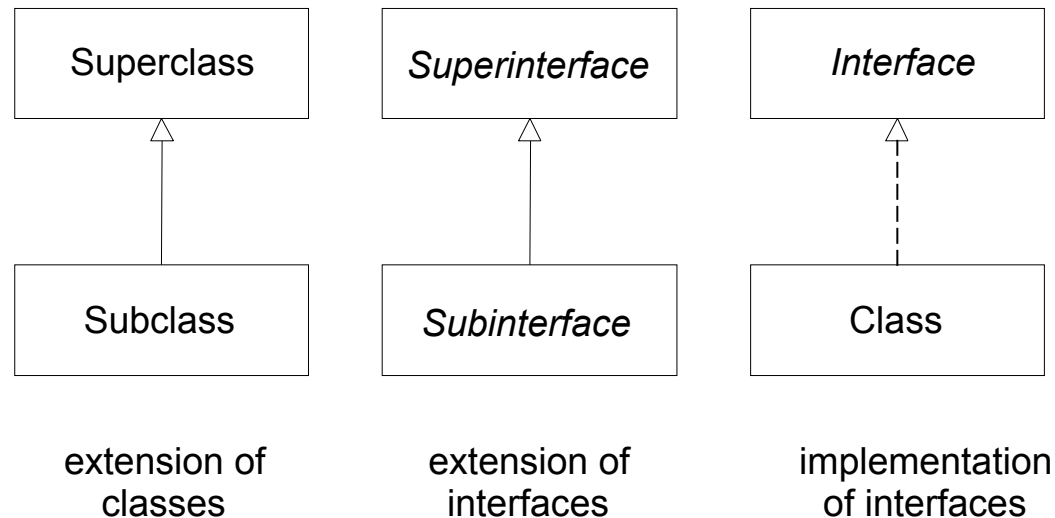 Superclass
Superinterface
Interface
Subclass
Subinterface
Class
extension of
classes
extension of
interfaces
implementation
of interfaces